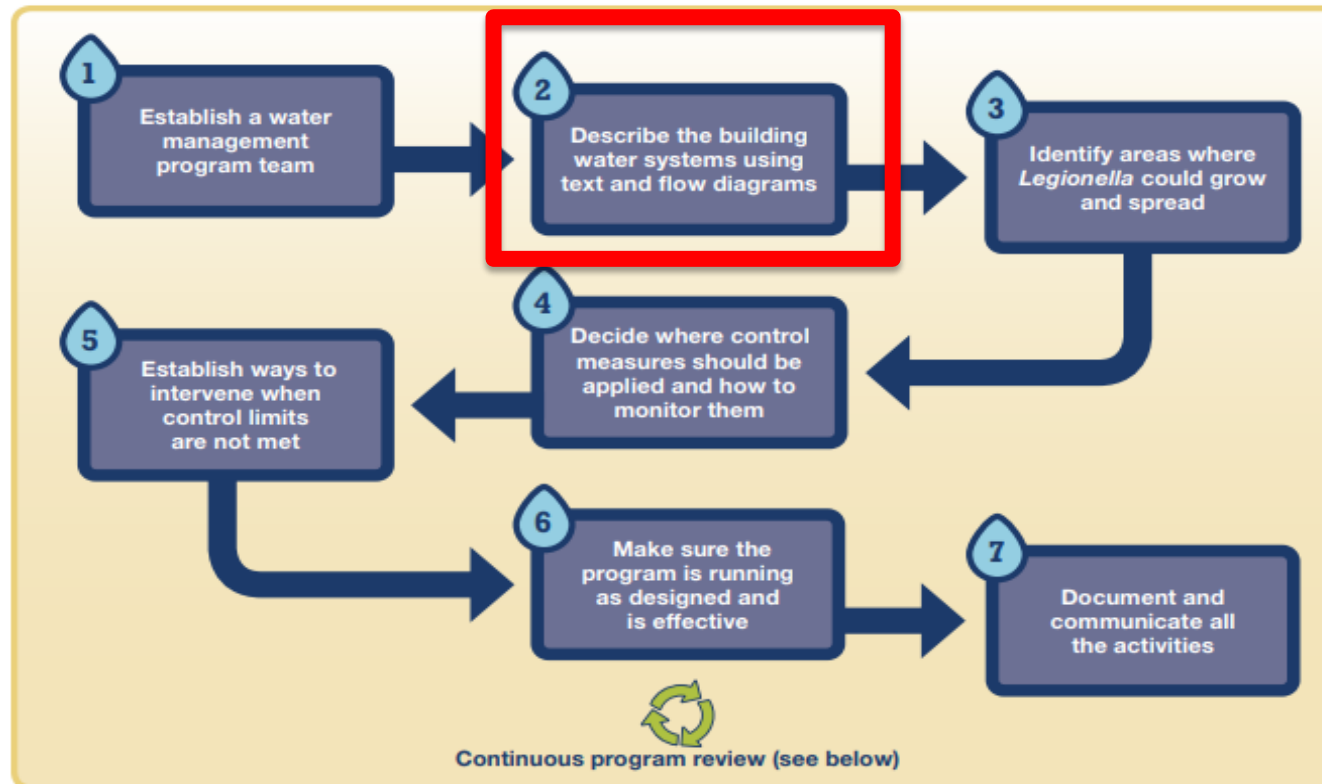 1
Establish a water
management
program team
2
Describe the building
water systems using
text and flow diagrams
3
Identify areas where
Legionella could grow
and spread
4
Decide where control
measures should be
applied and how to
monitor them
5
Establish ways to
intervene when
control limits
are not met
6
Make sure the
program is running
as designed and
is effective
7
Document and
communicate all
the activities
Continuous program review (see below)